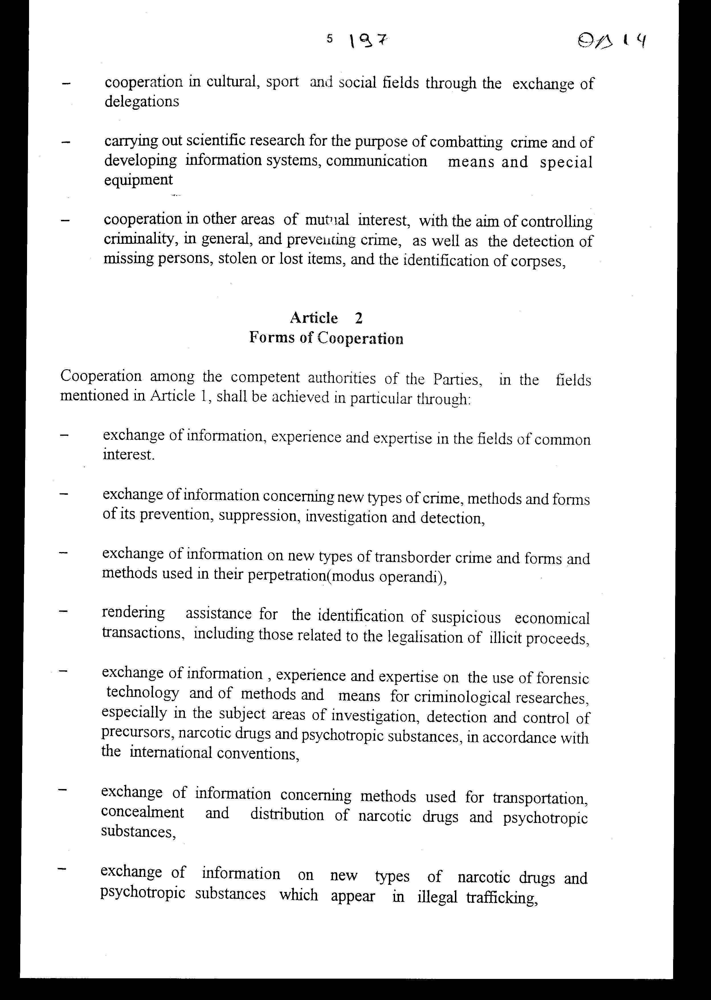 5 197
– cooperation in cultural, sport and social fields through the exchange of
delegations
– carrying out scientific research for the purpose of combatting crime and of
developing information systems, communication means and special
equipment
– cooperation in other areas of mutual interest, with the aim of controlling
criminality, in general, and preventing crime, as well as the detection of
missing persons, stolen or lost items, and the identification of corpses,
Article 2
Forms of Cooperation
Cooperation among the competent authorities of the Parties, in the fields
mentioned in Article 1, shall be achieved in particular through:
– exchange of information, experience and expertise in the fields of common
interest.
– exchange of information concerning new types of crime, methods and forms
of its prevention, suppression, investigation and detection,
– exchange of information on new types of transborder crime and forms and
methods used in their perpetration(modus operandi),
– rendering assistance for the identification of suspicious economical
transactions, including those related to the legalisation of illicit proceeds,
– exchange of information , experience and expertise on the use of forensic
technology and of methods and means for criminological researches,
especially in the subject areas of investigation, detection and control of
precursors, narcotic drugs and psychotropic substances, in accordance with
the international conventions,
– exchange of information concerning methods used for transportation,
concealment and distribution of narcotic drugs and psychotropic
substances,
– exchange of information on new types of narcotic drugs and
psychotropic substances which appear in illegal trafficking,